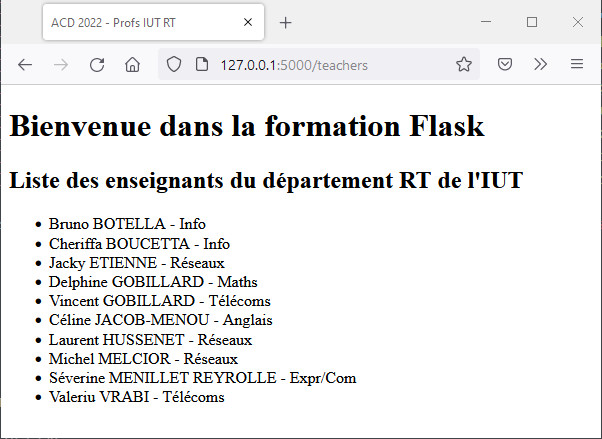 ACD 2022 - Profs IUT RT
127.0.0.1:5000/teachers
Bienvenue dans la formation Flask
Liste des enseignants du département RT de l'IUT
Bruno BOTELLA - Info
Cheriffa BOUCETTA - Info
Jacky ETIENNE - Réseaux
Delphine GOBILLARD - Maths
Vincent GOBILLARD - Télécoms
Céline JACOB-MENOU - Anglais
Laurent HUSSENET - Réseaux
Michel MELCIOR - Réseaux
Séverine MENILLET REYROLLE - Expr/Com
Valeriu VRABI - Télécoms